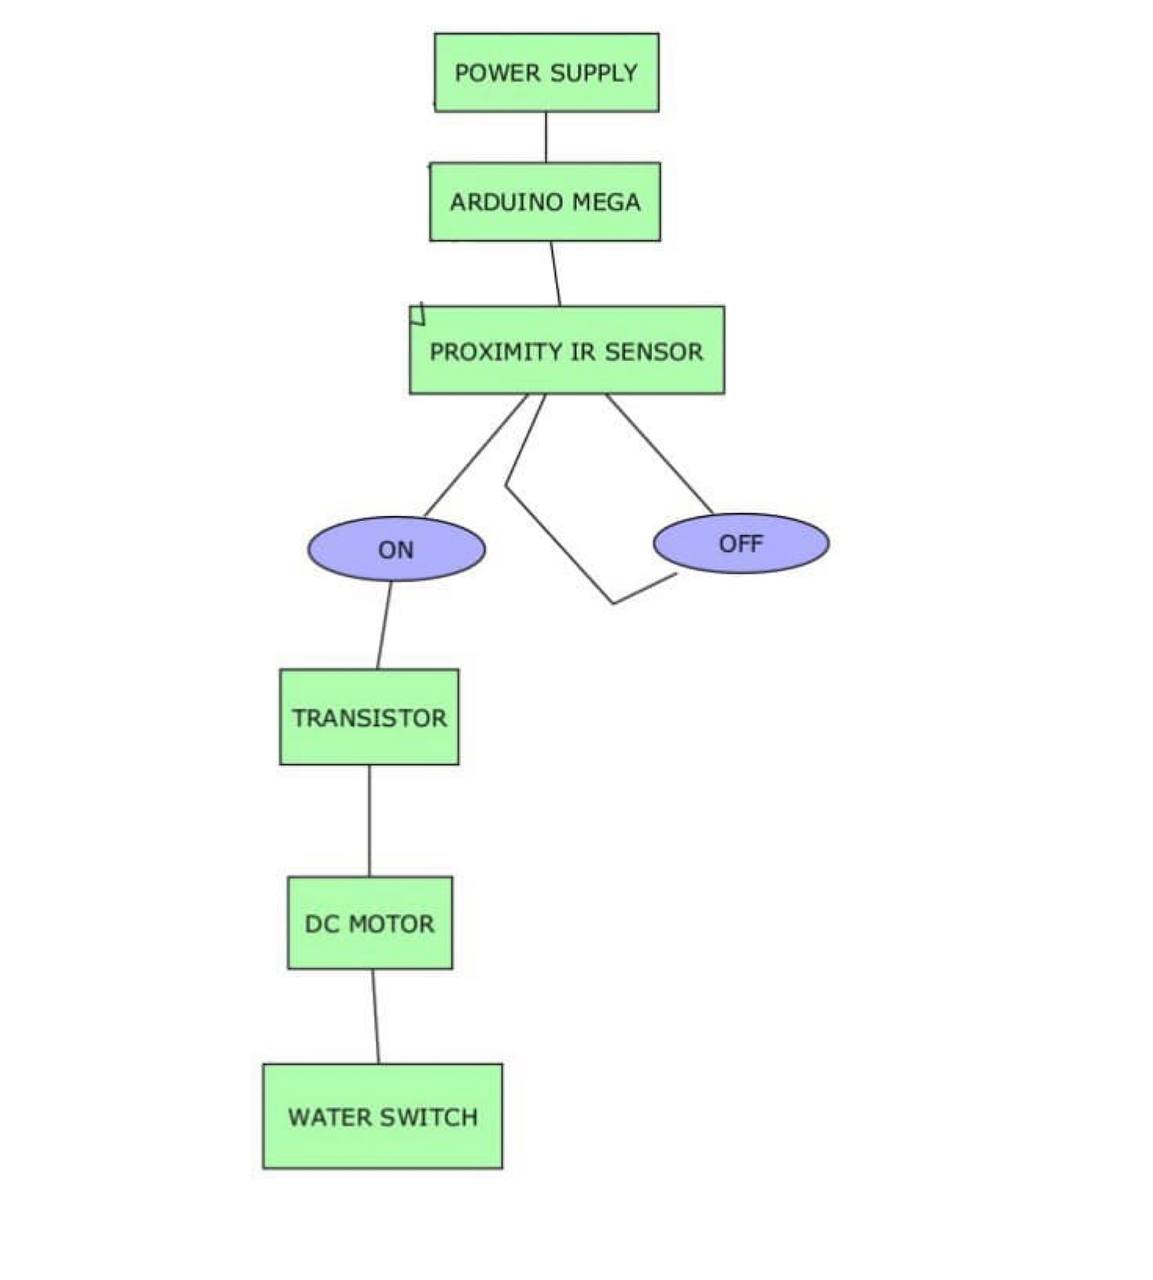 POWER SUPPLY
ARDUINO MEGA
PROXIMITY IR SENSOR
ON
OFF
TRANSISTOR
DC MOTOR
WATER SWITCH